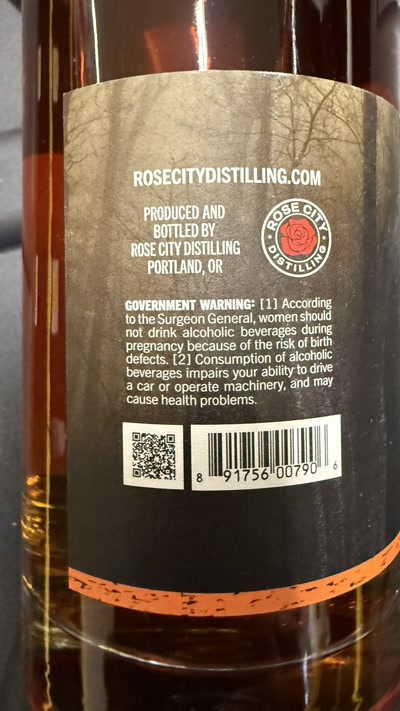 ROSECITYDISTILLING.COM
PRODUCED AND
BOTTLED BY
ROSE CITY DISTILLING
PORTLAND, OR
ROSE CITY
DISTILLING
GOVERNMENT WARNING: [1] According
to the Surgeon General, women should
not drink alcoholic beverages during
pregnancy because of the risk of birth
defects. [2] Consumption of alcoholic
beverages impairs your ability to drive
a car or operate machinery, and may
cause health problems.
8 91756 00790 6